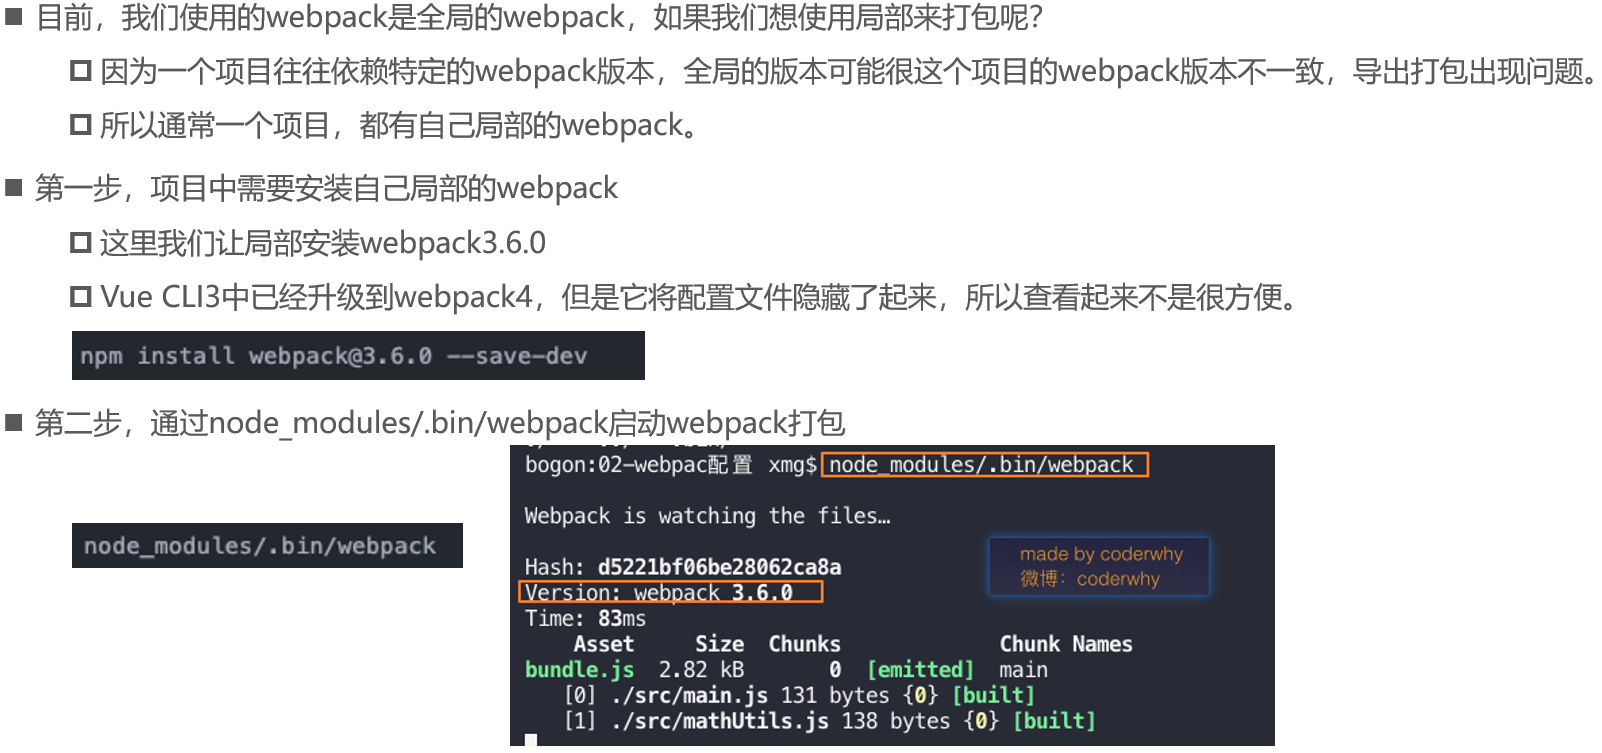 目前，我们使用的webpack是全局的webpack，如果我们想使用局部来打包呢？
因为一个项目往往依赖特定的webpack版本，全局的版本可能很这个项目的webpack版本不一致，导出打包出现问题。
所以通常一个项目，都有自己局部的webpack。
第一步，项目中需要安装自己局部的webpack
这里我们让局部安装webpack3.6.0
Vue CLI3中已经升级到webpack4，但是它将配置文件隐藏了起来，所以查看起来不是很方便。
npm install webpack@3.6.0 --save-dev
第二步，通过node_modules/.bin/webpack启动webpack打包
node_modules/.bin/webpack
bogon:02-webpac配置 xmg$ node_modules/.bin/webpack
Webpack is watching the files…
Hash: d5221bf06be28062ca8a
Version: webpack 3.6.0
Time: 83ms
Asset Size Chunks Chunk Names
bundle.js 2.82 kB 0 [emitted] main
[0] ./src/main.js 131 bytes {0} [built]
[1] ./src/mathUtils.js 138 bytes {0} [built]
made by coderwhy
微博：coderwhy